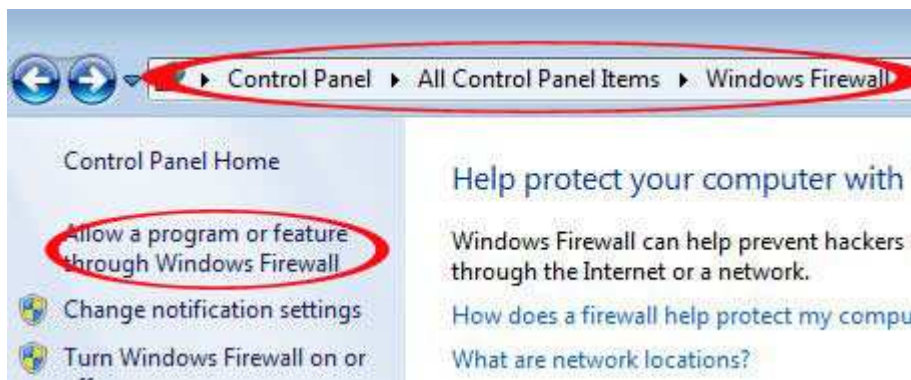 Control Panel ▸ All Control Panel Items ▸ Windows Firewall
Control Panel Home
Allow a program or feature
through Windows Firewall
Change notification settings
Turn Windows Firewall on or
Help protect your computer with
Windows Firewall can help prevent hackers
through the Internet or a network.
How does a firewall help protect my compu
What are network locations?